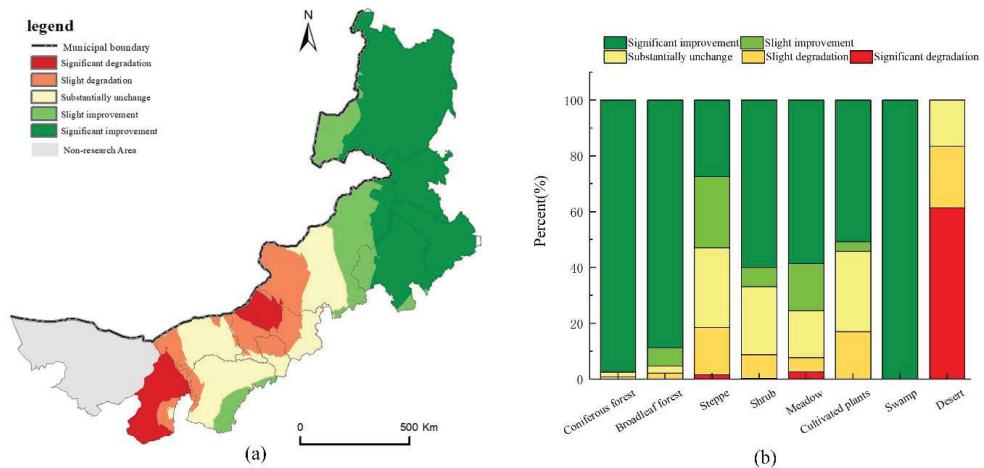 legend
Municipal boundary
Significant degradation
Slight degradation
Substantially unchange
Slight improvement
Significant improvement
Non-research Area
N
0 500 Km
(a)
Significant improvement Slight improvement
Substantially unchange Slight degradation Significant degradation
Percent(%)
100
80
60
40
20
0
Coniferous forest
Broadleaf forest
Steppe
Shrub
Meadow
Cultivated plants
Swamp
Desert
(b)